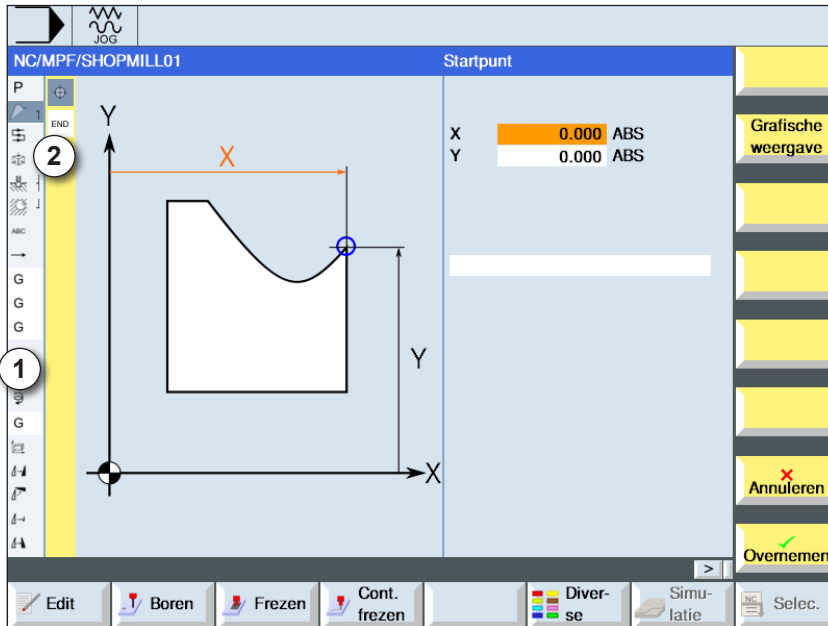 JOG
NC/MPF/SHOPMILL01
Startpunt
P
1
END
2
ABC
G
G
G
1
G
Y
X
Y
X
X 0.000 ABS
Y 0.000 ABS
Grafische
weergave
Annuleren
Overnemen
>
Edit
Boren
Frezen
Cont.
frezen
Diver-
se
Simu-
latie
NC
Selec.